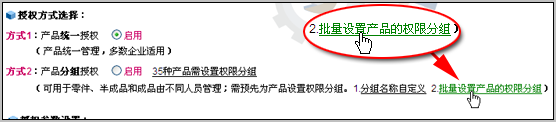 授权方式选择：
2.批量设置产品的权限分组）
方式1：产品统一授权 启用
（产品统一管理，多数企业适用）
方式2：产品分组授权 启用 35种产品需设置权限分组
（可用于零件、半成品和成品由不同人员管理；需预先为产品设置权限分组。1.分组名称自定义 2.批量设置产品的权限分组）